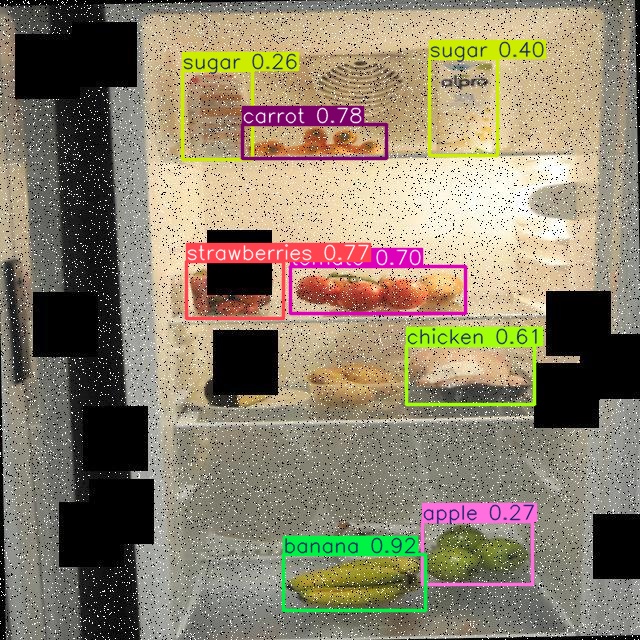 sugar 0.40
sugar 0.26
alpro
carrot 0.78
strawberries 0.77
0.70
chicken 0.61
apple 0.27
banana 0.92